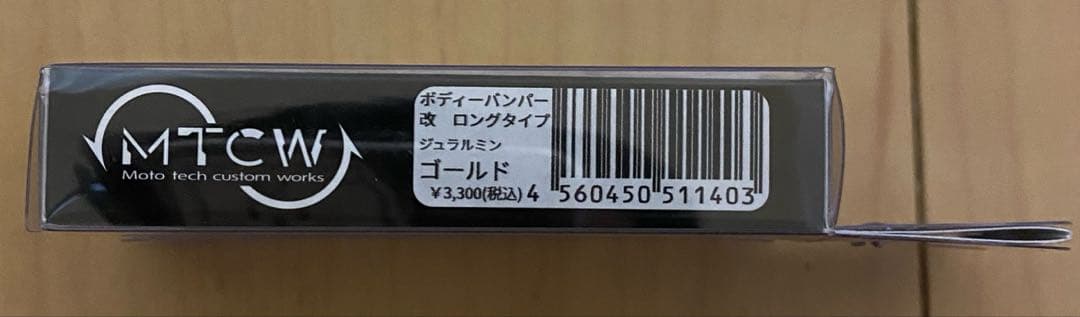 MTCW
Moto tech custom works
ボディーバンパー
改 ロングタイプ
ジュラルミン
ゴールド
¥3,300(税込)
4 560450 511403